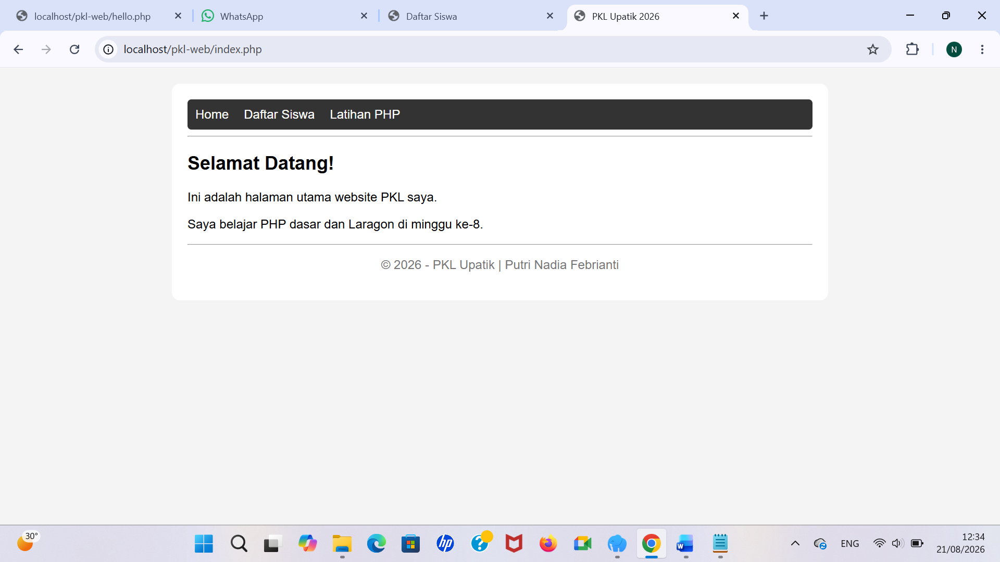 localhost/pkl-web/hello.php
WhatsApp
Daftar Siswa
PKL Upatik 2026
localhost/pkl-web/index.php
N
Home Daftar Siswa Latihan PHP
Selamat Datang!
Ini adalah halaman utama website PKL saya.
Saya belajar PHP dasar dan Laragon di minggu ke-8.
© 2026 - PKL Upatik | Putri Nadia Febrianti
30°
hp
?
W
ENG
12:34
21/08/2026